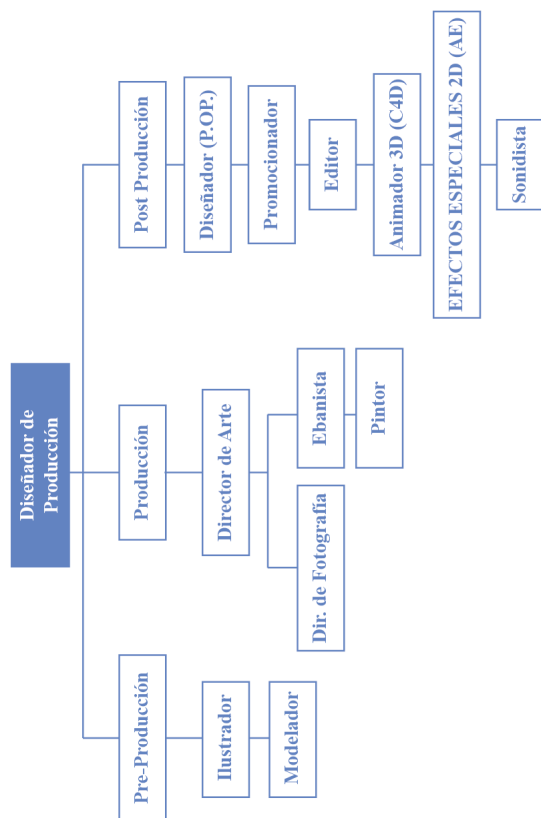 Diseñador de
Producción
Pre-Producción
Ilustrador
Modelador
Producción
Director de Arte
Dir. de Fotografía
Ebanista
Pintor
Post Producción
Diseñador (P.OP.)
Promocionador
Editor
Animador 3D (C4D)
EFECTOS ESPECIALES 2D (AE)
Sonidista